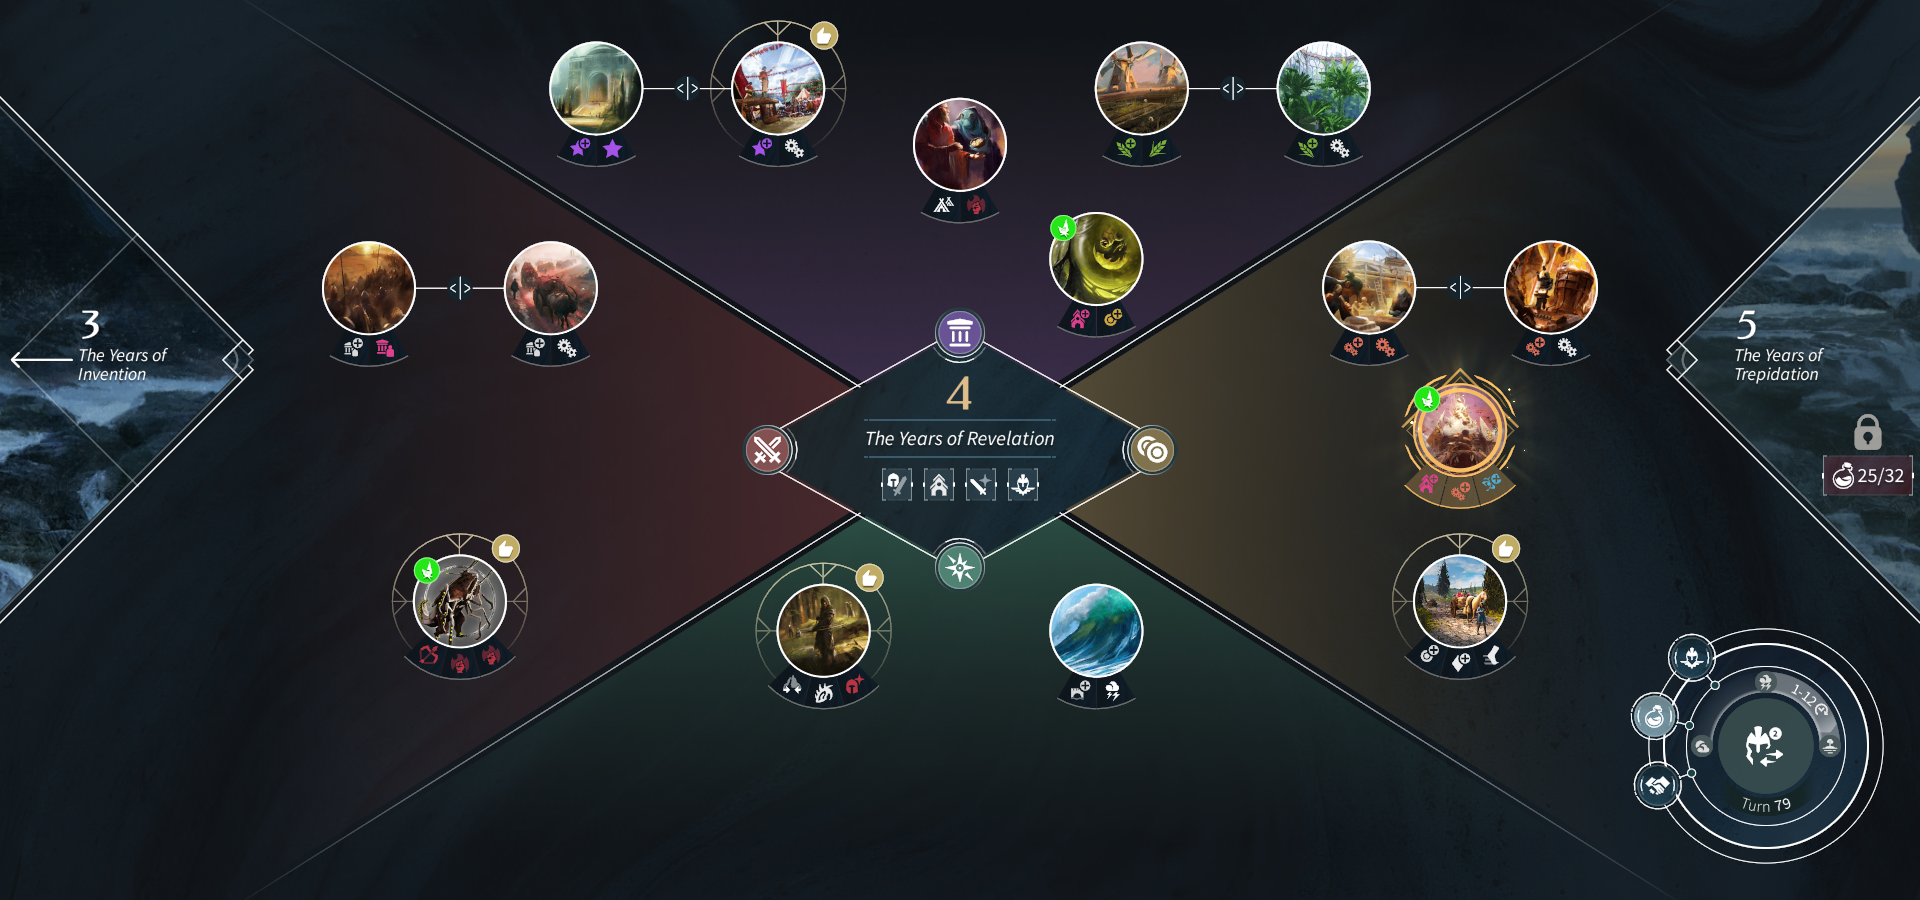 3
The Years of
Invention
4
The Years of Revelation
5
The Years of
Trepidation
25/32
1-12
2
Turn 79